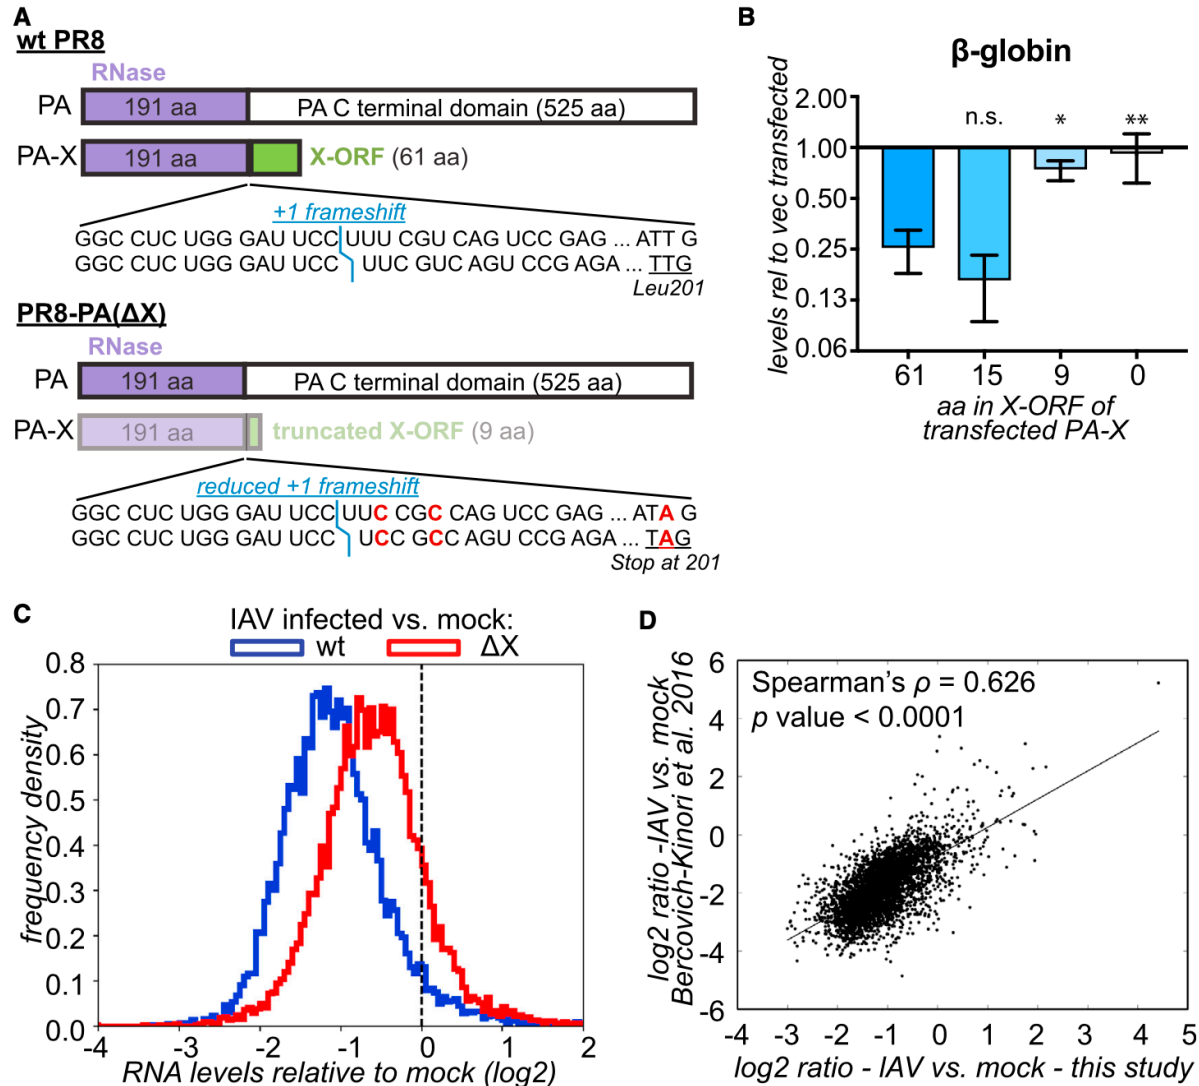 A
wt PR8
RNase
PA 191 aa PA C terminal domain (525 aa)
PA-X 191 aa X-ORF (61 aa)
+1 frameshift
GGC CUC UGG GAU UCC UUU CGU CAG UCC GAG ... ATT G
GGC CUC UGG GAU UCC UUC GUC AGU CCG AGA ... TTG
Leu201
PR8-PA(ΔX)
RNase
PA 191 aa PA C terminal domain (525 aa)
PA-X 191 aa truncated X-ORF (9 aa)
reduced +1 frameshift
GGC CUC UGG GAU UCC UUC CGC CAG UCC GAG ... ATA G
GGC CUC UGG GAU UCC UCC GCC AGU CCG AGA ... TAG
Stop at 201
B
β-globin
levels rel to vec transfected
2.00
1.00
0.50
0.25
0.13
0.06
n.s. * **
61 15 9 0
aa in X-ORF of
transfected PA-X
C
IAV infected vs. mock:
wt ΔX
frequency density
0.8
0.7
0.6
0.5
0.4
0.3
0.2
0.1
0.0
-4 -3 -2 -1 0 1 2
RNA levels relative to mock (log2)
D
log2 ratio -IAV vs. mock
Bercovich-Kinori et al. 2016
Spearman's ρ = 0.626
p value < 0.0001
6
4
2
0
-2
-4
-6
-4 -3 -2 -1 0 1 2 3 4 5
log2 ratio - IAV vs. mock - this study